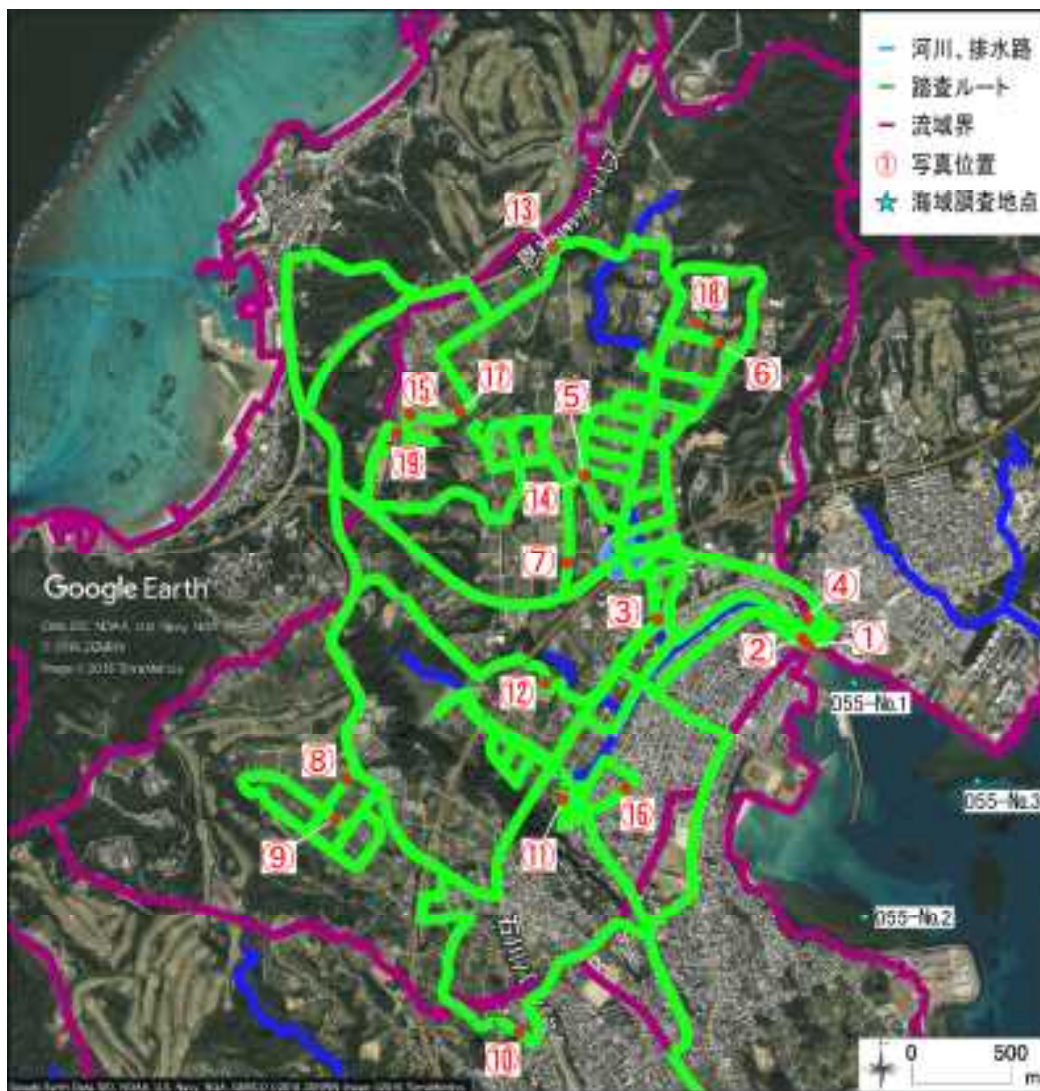 河川、排水路
踏査ルート
流域界
① 写真位置
海域調査地点
⑬
⑱
⑥
⑮
⑰
⑤
⑲
⑭
⑦
Google Earth
③
④
②
①
⑫
055-No.1
⑧
055-No.3
⑯
⑨
⑪
055-No.2
⑩
0
500
m